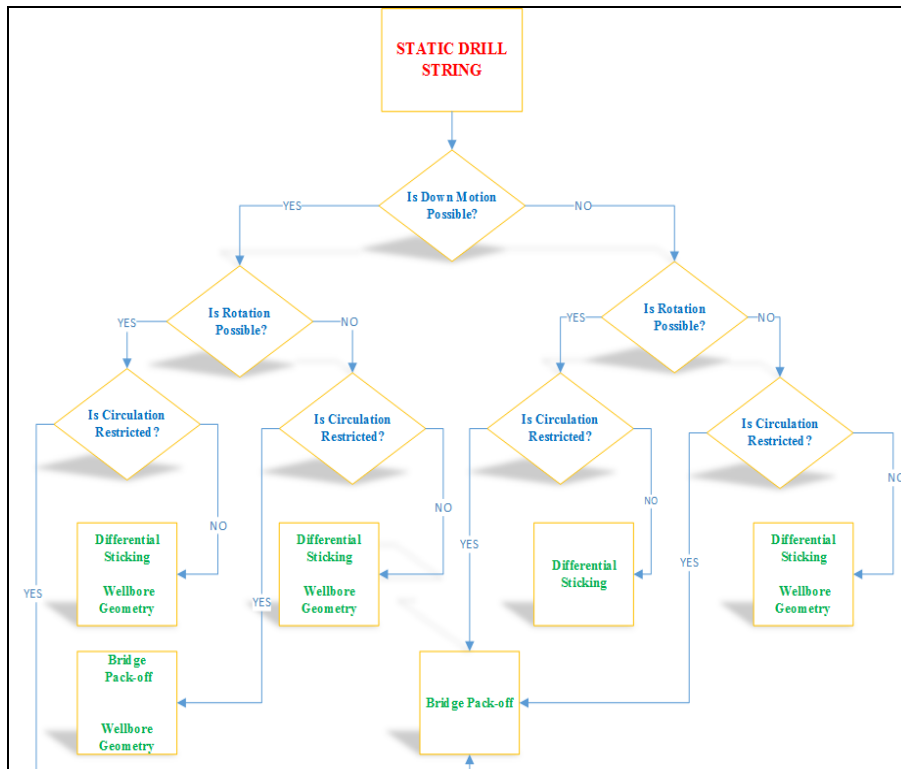 STATIC DRILL
STRING
Is Down Motion
Possible?
YES
NO
Is Rotation
Possible?
Is Rotation
Possible?
YES
NO
YES
NO
Is Circulation
Restricted?
Is Circulation
Restricted?
Is Circulation
Restricted?
Is Circulation
Restricted?
NO
NO
NO
NO
YES
YES
YES
YES
Differential
Sticking
Wellbore
Geometry
Differential
Sticking
Wellbore
Geometry
Differential
Sticking
Differential
Sticking
Wellbore
Geometry
Bridge
Pack-off
Wellbore
Geometry
Bridge Pack-off